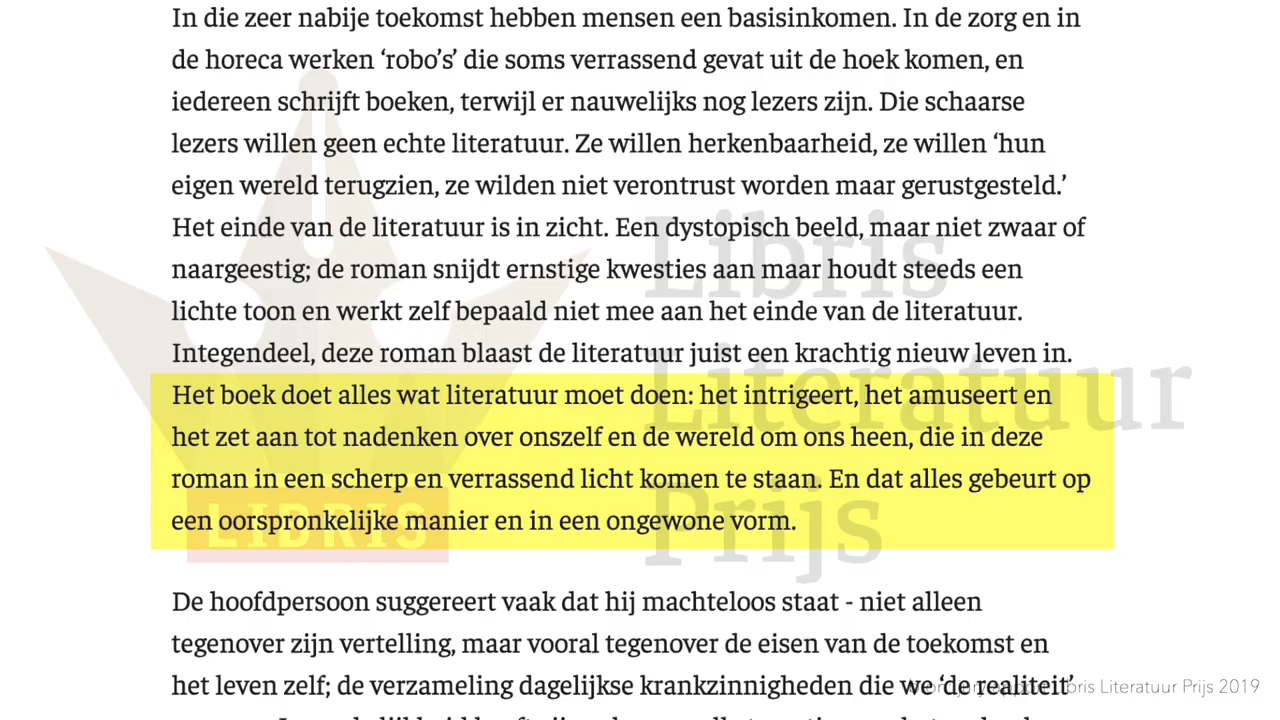 In die zeer nabije toekomst hebben mensen een basisinkomen. In de zorg en in
de horeca werken ‘robo’s’ die soms verrassend gevat uit de hoek komen, en
iedereen schrijft boeken, terwijl er nauwelijks nog lezers zijn. Die schaarse
lezers willen geen echte literatuur. Ze willen herkenbaarheid, ze willen ‘hun
eigen wereld terugzien, ze wilden niet verontrust worden maar gerustgesteld.’
Het einde van de literatuur is in zicht. Een dystopisch beeld, maar niet zwaar of
naargeestig; de roman snijdt ernstige kwesties aan maar houdt steeds een
lichte toon en werkt zelf bepaald niet mee aan het einde van de literatuur.
Integendeel, deze roman blaast de literatuur juist een krachtig nieuw leven in.
Het boek doet alles wat literatuur moet doen: het intrigeert, het amuseert en
het zet aan tot nadenken over onszelf en de wereld om ons heen, die in deze
roman in een scherp en verrassend licht komen te staan. En dat alles gebeurt op
een oorspronkelijke manier en in een ongewone vorm.
De hoofdpersoon suggereert vaak dat hij machteloos staat - niet alleen
tegenover zijn vertelling, maar vooral tegenover de eisen van de toekomst en
het leven zelf; de verzameling dagelijkse krankzinnigheden die we ‘de realiteit’
Libris
Literatuur
Prijs
LIBRIS
Libris Literatuur Prijs 2019